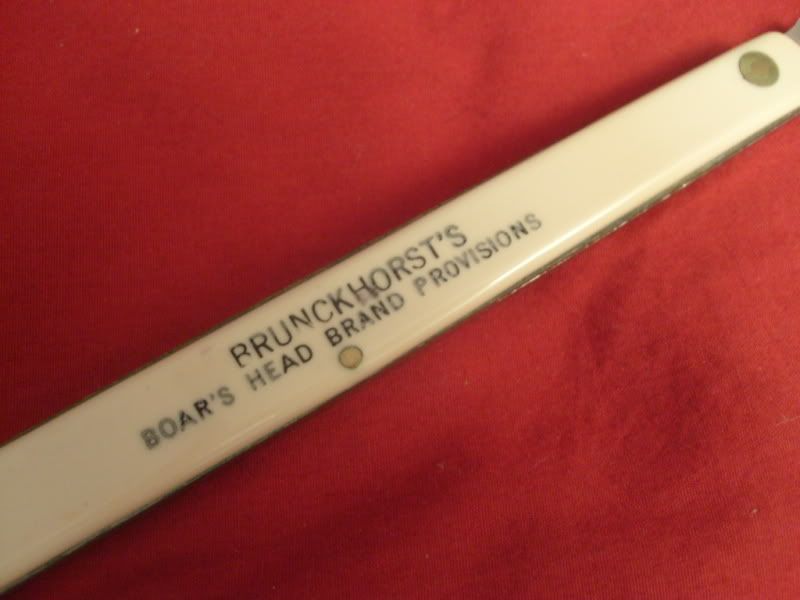 BRUNCKHORST'S
BOAR'S HEAD BRAND PROVISIONS